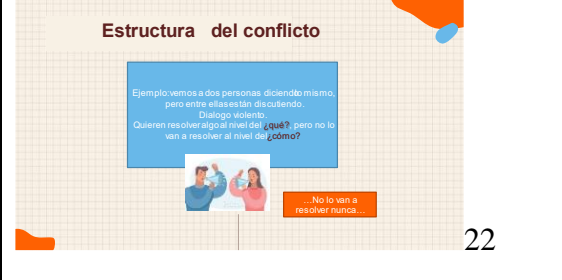 Estructura del conflicto
Ejemplo:vemos a dos personas diciendo lo mismo,
pero entre ellas están discutiendo.
Dialogo violento.
Quieren resolver algo al nivel del ¿qué?, pero no lo
van a resolver al nivel de ¿cómo?
...No lo van a
resolver nunca...
22